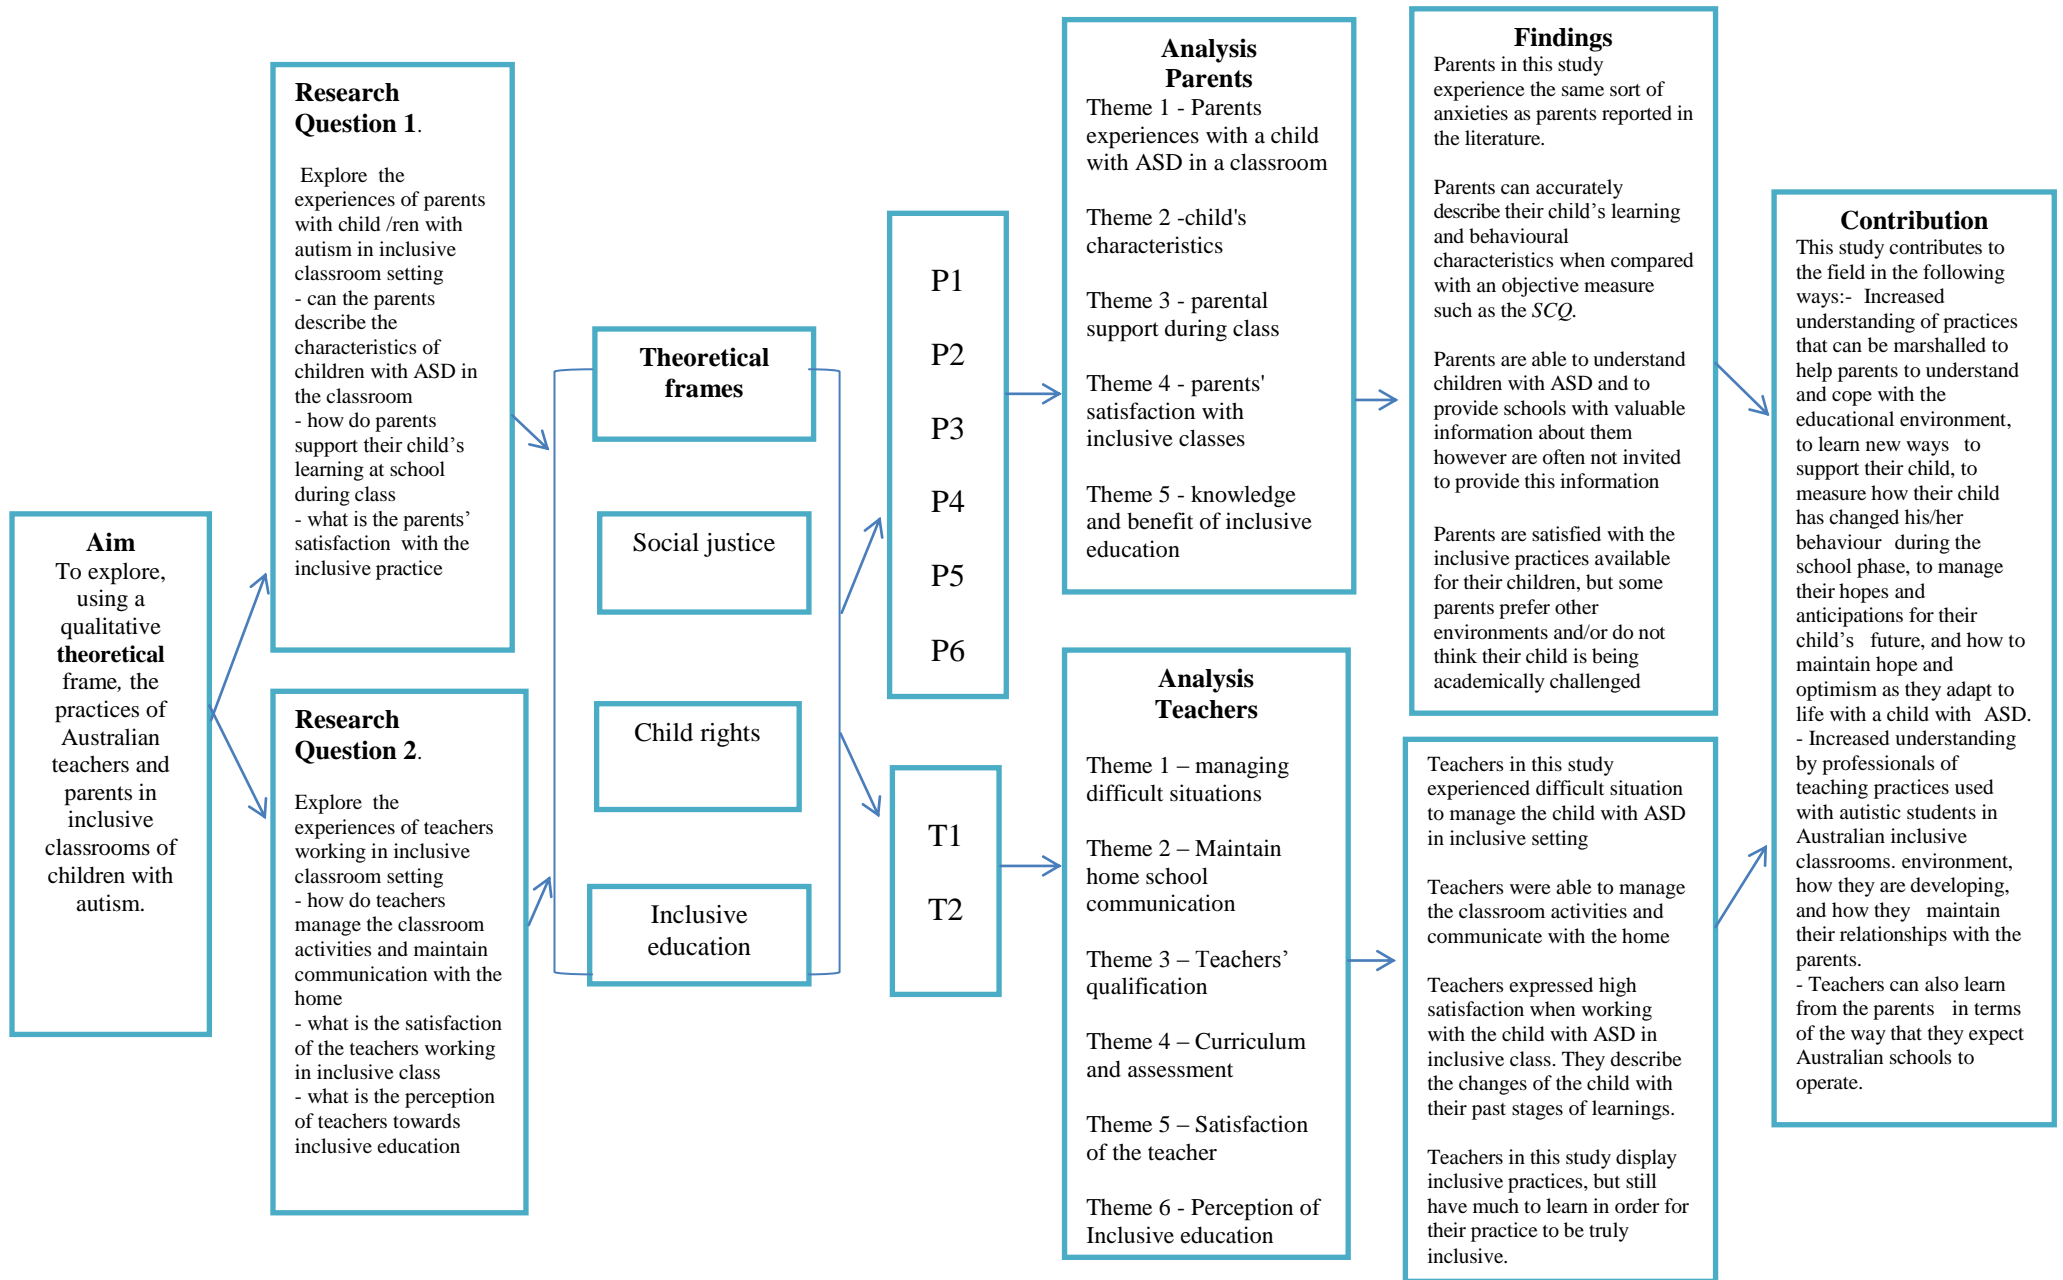 Aim
To explore,
using a
qualitative
theoretical
frame, the
practices of
Australian
teachers and
parents in
inclusive
classrooms of
children with
autism.
Research
Question 1.
Explore the
experiences of parents
with child /ren with
autism in inclusive
classroom setting
- can the parents
describe the
characteristics of
children with ASD in
the classroom
- how do parents
support their child’s
learning at school
during class
- what is the parents’
satisfaction with the
inclusive practice
Research
Question 2.
Explore the
experiences of teachers
working in inclusive
classroom setting
- how do teachers
manage the classroom
activities and maintain
communication with the
home
- what is the satisfaction
of the teachers working
in inclusive class
- what is the perception
of teachers towards
inclusive education
Theoretical
frames
Social justice
Child rights
Inclusive
education
P1
P2
P3
P4
P5
P6
T1
T2
Analysis
Parents
Theme 1 - Parents
experiences with a child
with ASD in a classroom
Theme 2 -child's
characteristics
Theme 3 - parental
support during class
Theme 4 - parents'
satisfaction with
inclusive classes
Theme 5 - knowledge
and benefit of inclusive
education
Analysis
Teachers
Theme 1 – managing
difficult situations
Theme 2 – Maintain
home school
communication
Theme 3 – Teachers’
qualification
Theme 4 – Curriculum
and assessment
Theme 5 – Satisfaction
of the teacher
Theme 6 - Perception of
Inclusive education
Findings
Parents in this study
experience the same sort of
anxieties as parents reported in
the literature.
Parents can accurately
describe their child’s learning
and behavioural
characteristics when compared
with an objective measure
such as the SCQ.
Parents are able to understand
children with ASD and to
provide schools with valuable
information about them
however are often not invited
to provide this information
Parents are satisfied with the
inclusive practices available
for their children, but some
parents prefer other
environments and/or do not
think their child is being
academically challenged
Teachers in this study
experienced difficult situation
to manage the child with ASD
in inclusive setting
Teachers were able to manage
the classroom activities and
communicate with the home
Teachers expressed high
satisfaction when working
with the child with ASD in
inclusive class. They describe
the changes of the child with
their past stages of learnings.
Teachers in this study display
inclusive practices, but still
have much to learn in order for
their practice to be truly
inclusive.
Contribution
This study contributes to
the field in the following
ways:- Increased
understanding of practices
that can be marshalled to
help parents to understand
and cope with the
educational environment,
to learn new ways to
support their child, to
measure how their child
has changed his/her
behaviour during the
school phase, to manage
their hopes and
anticipations for their
child’s future, and how to
maintain hope and
optimism as they adapt to
life with a child with ASD.
- Increased understanding
by professionals of
teaching practices used
with autistic students in
Australian inclusive
classrooms. environment,
how they are developing,
and how they maintain
their relationships with the
parents.
- Teachers can also learn
from the parents in terms
of the way that they expect
Australian schools to
operate.